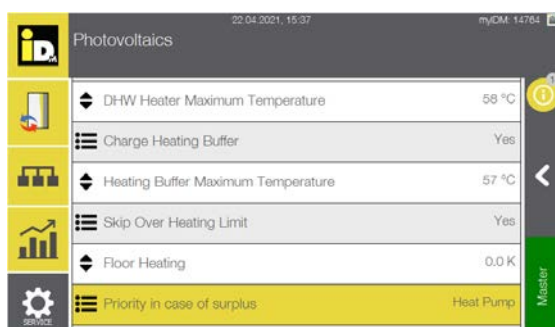 22.04.2021, 15:37
myIDM: 14764
iDM
Photovoltaics
DHW Heater Maximum Temperature 58 °C
1
Charge Heating Buffer Yes
Heating Buffer Maximum Temperature 57 °C
Skip Over Heating Limit Yes
Floor Heating 0.0 K
Master
Priority in case of surplus Heat Pump
SERVICE